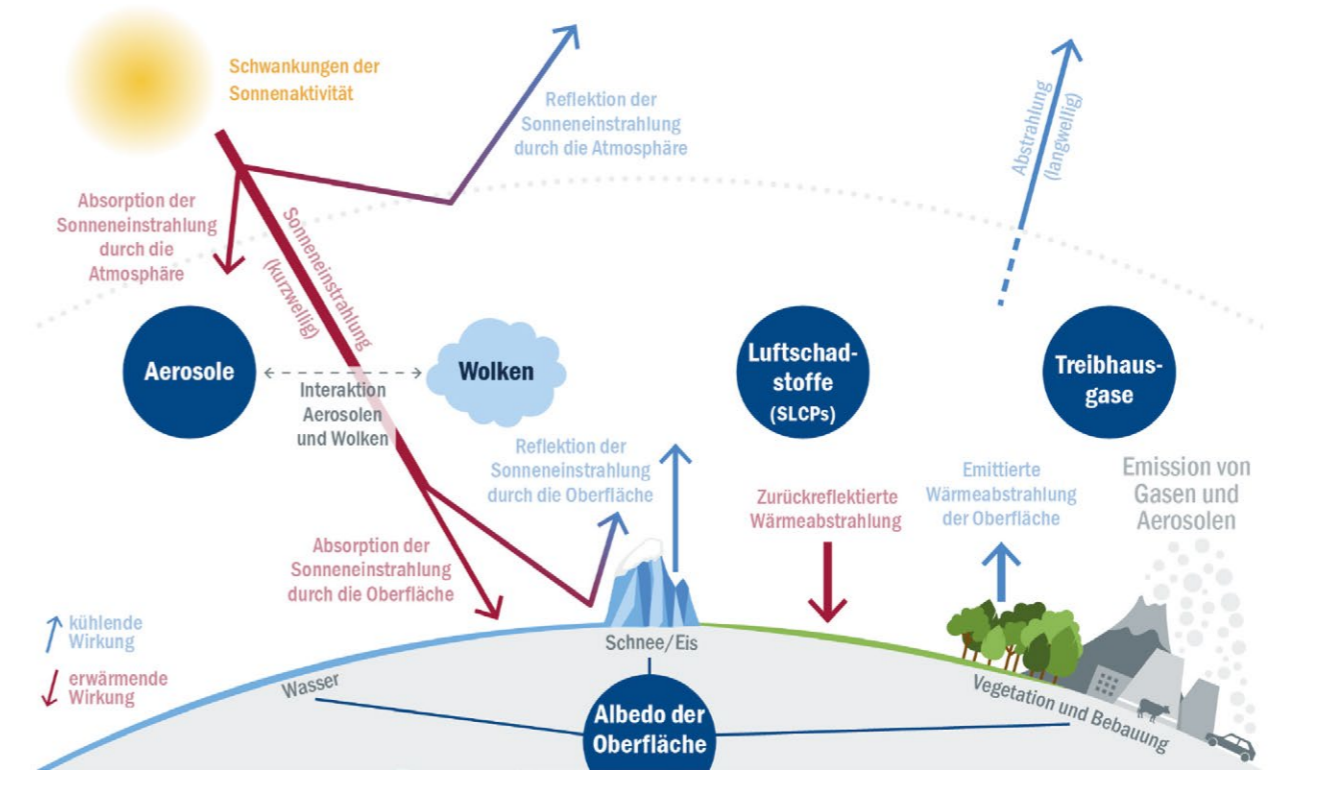 Schwankungen der
Sonnenaktivität
Reflektion der
Sonneneinstrahlung
durch die Atmosphäre
Abstrahlung
(langwellig)
Absorption der
Sonneneinstrahlung
durch die
Atmosphäre
Sonneneinstrahlung
(kurzwellig)
Aerosole
Interaktion
Aerosolen
und Wolken
Wolken
Luftschad-
stoffe
(SLCPs)
Treibhaus-
gase
Reflektion der
Sonneneinstrahlung
durch die Oberfläche
Zurückreflektierte
Wärmeabstrahlung
Emittierte
Wärmeabstrahlung
der Oberfläche
Emission von
Gasen und
Aerosolen
Absorption der
Sonneneinstrahlung
durch die Oberfläche
kühlende
Wirkung
erwärmende
Wirkung
Wasser
Schnee/Eis
Vegetation und Bebauung
Albedo der
Oberfläche